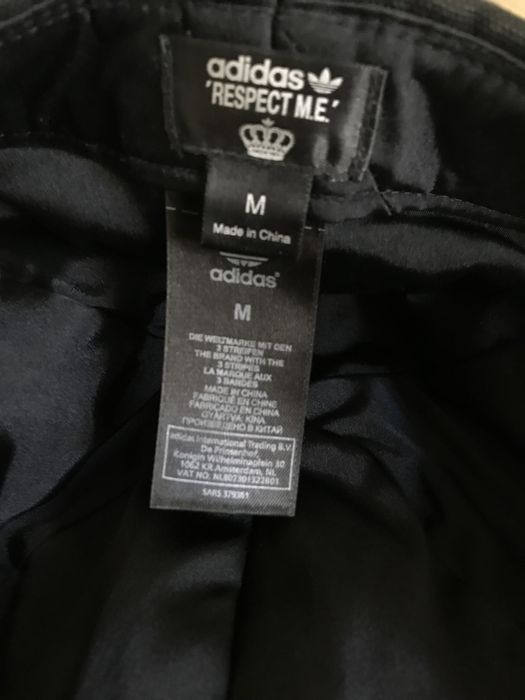 adidas
'RESPECT M.E.'
M
Made in China
adidas
M
DIE WELTMARKE MIT DEN
3 STREIFEN
THE BRAND WITH THE
3 STRIPES
LA MARQUE AUX
3 BANDES
MADE IN CHINA
FABRIQUÉ EN CHINE
FABRICADO EN CHINA
GYÁRTVA: KÍNA
ПРОИЗВЕДЕНО В КИТАЙ
adidas International Trading B.V.
De Prinsenhof,
Konigin Wilhelminaplein 30
1062 KR Amsterdam, NL
VAT NO. NL807301322B01